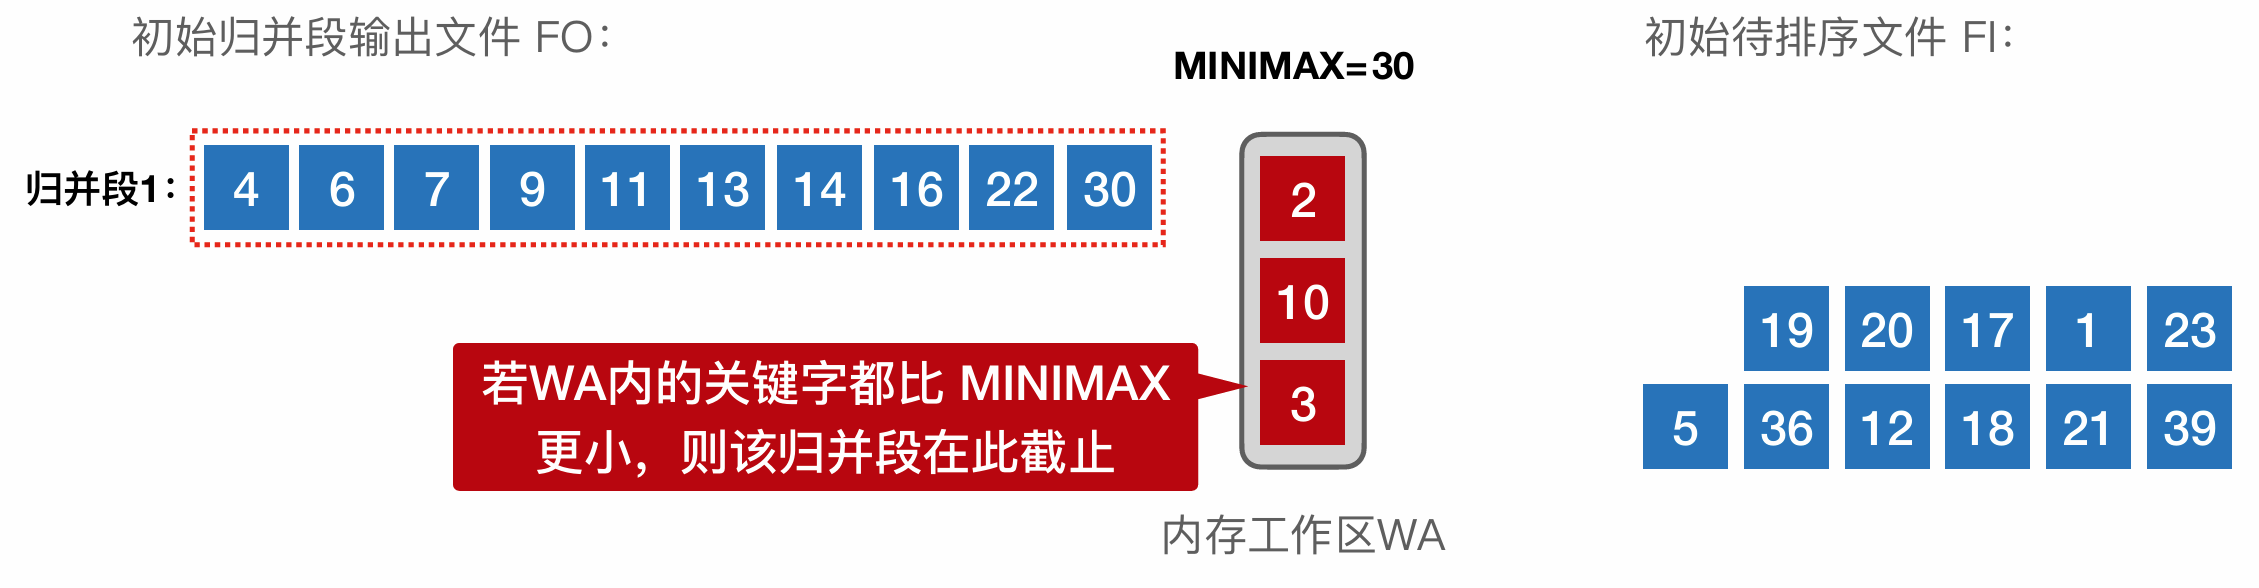 初始归并段输出文件 FO：
MINIMAX=30
初始待排序文件 FI：
归并段1：
4 6 7 9 11 13 14 16 22 30
2
10
3
若WA内的关键字都比 MINIMAX
更小，则该归并段在此截止
19 20 17 1 23
5 36 12 18 21 39
内存工作区WA